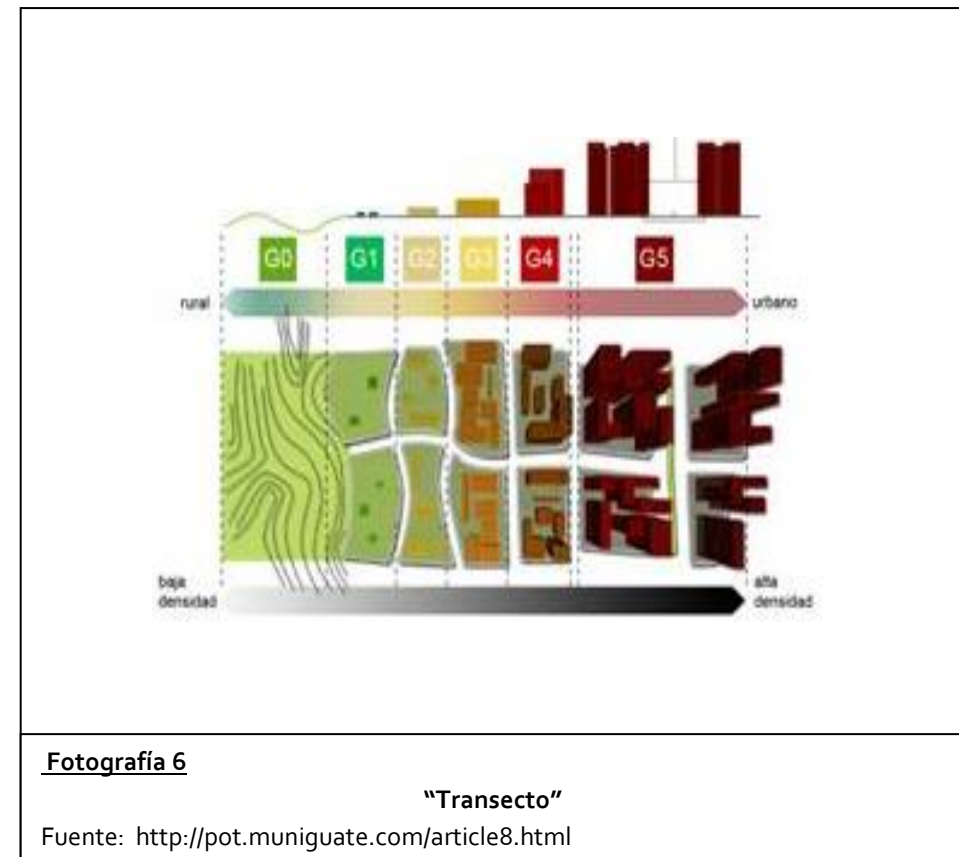 G0 G1 G2 G3 G4 G5
rural urbano
baja
densidad
alta
densidad
Fotografía 6
“Transecto”
Fuente: http://pot.muniguate.com/article8.html